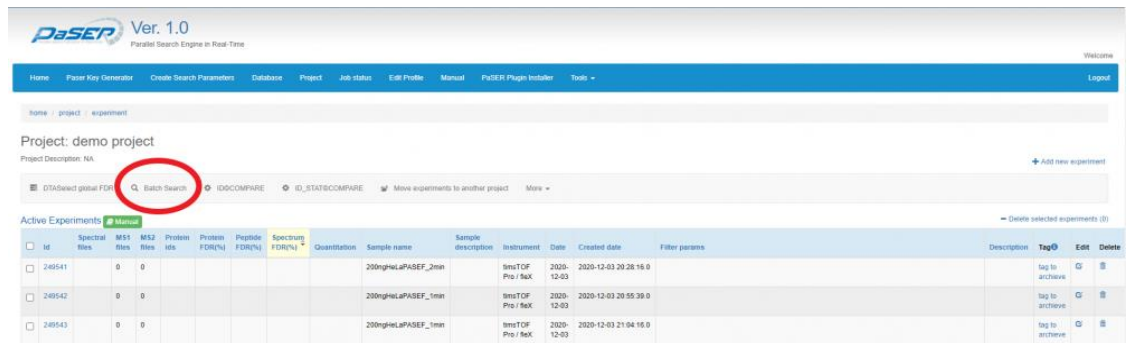 PaSER Ver. 1.0
Parallel Search Engine in Real-Time
Welcome
Home Paser Key Generator Create Search Parameters Database Project Job status Edit Profile Manual PaSER Plugin Installer Tools Logout
home / project / experiment
Project: demo project
Project Description: NA
Add new experiment
DTASelect global FDR Batch Search ID@COMPARE ID_STAT@COMPARE Move experiments to another project More
Active Experiments Manual Delete selected experiments (0)
Id Spectral files MS1 files MS2 files Protein ids Protein FDR(%) Peptide FDR(%) Spectrum FDR(%) Quantitation Sample name Sample description Instrument Date Created date Filter params Description Tag Edit Delete
249541 0 0 200ngHeLaPASEF_2min timsTOF Pro / fleX 2020-12-03 2020-12-03 20:28:16.0 tag to archieve
249542 0 0 200ngHeLaPASEF_1min timsTOF Pro / fleX 2020-12-03 2020-12-03 20:55:39.0 tag to archieve
249543 0 0 200ngHeLaPASEF_1min timsTOF Pro / fleX 2020-12-03 2020-12-03 21:04:16.0 tag to archieve